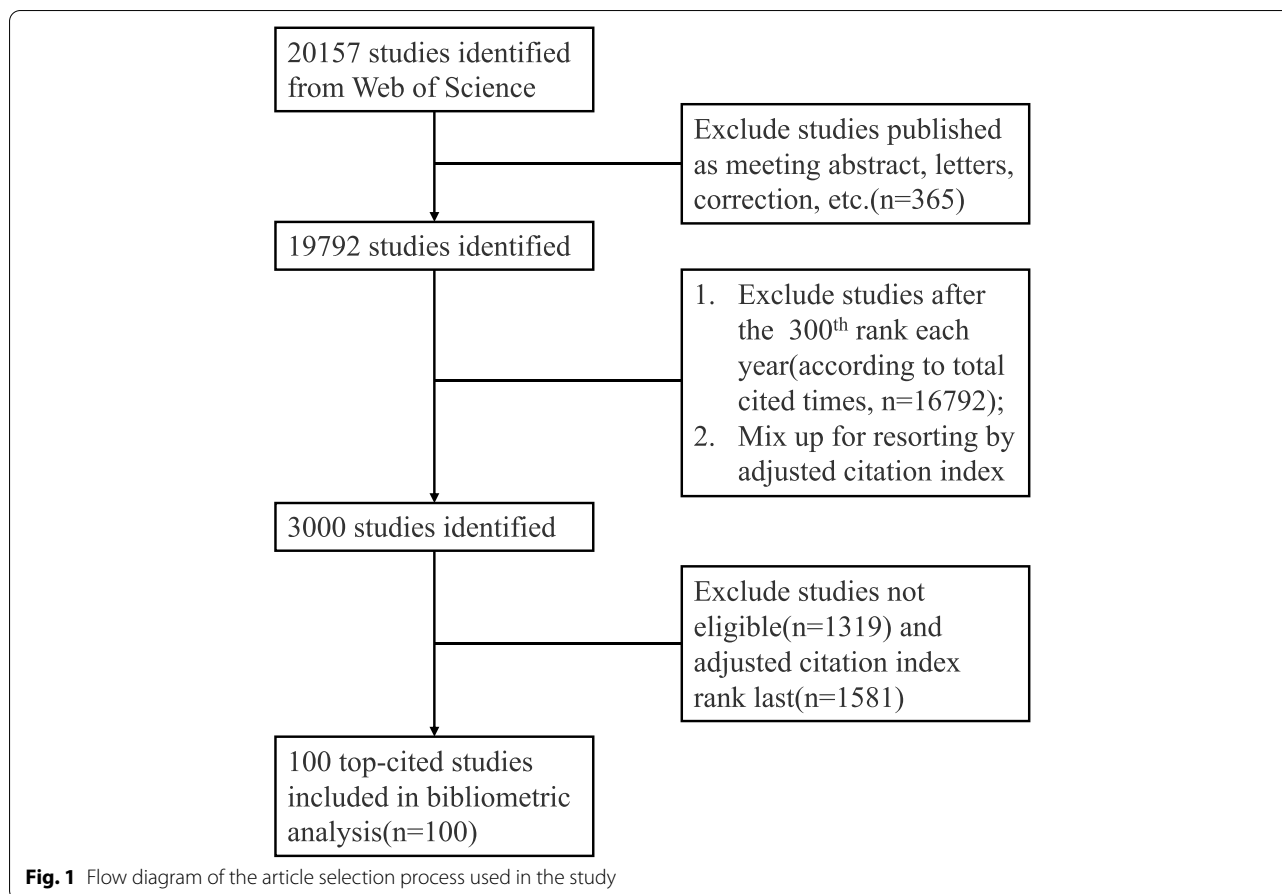 20157 studies identified
from Web of Science
Exclude studies published
as meeting abstract, letters,
correction, etc.(n=365)
19792 studies identified
1. Exclude studies after
the 300th rank each
year(according to total
cited times, n=16792);
2. Mix up for resorting by
adjusted citation index
3000 studies identified
Exclude studies not
eligible(n=1319) and
adjusted citation index
rank last(n=1581)
100 top-cited studies
included in bibliometric
analysis(n=100)
Fig. 1 Flow diagram of the article selection process used in the study